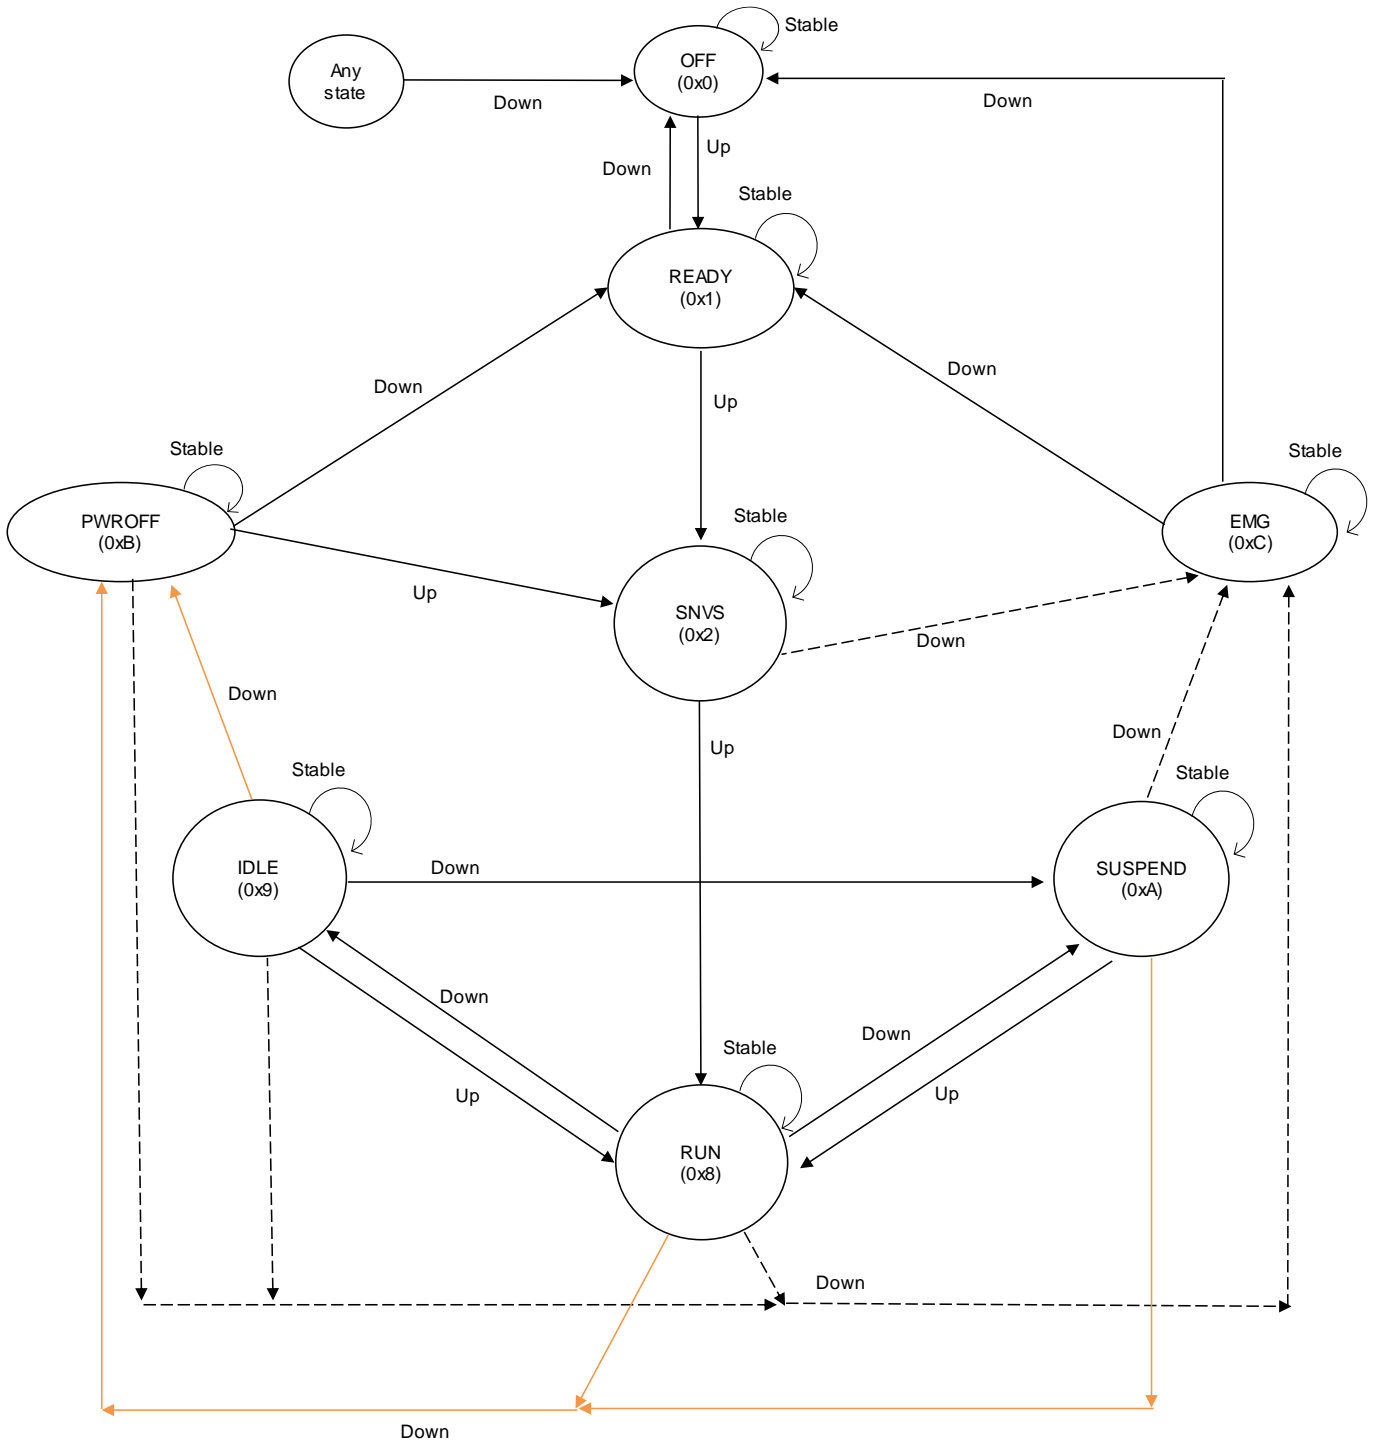 Stable
OFF
(0x0)
Any
state
Down
Down
Up
Down
Stable
READY
(0x1)
Down
Down
Up
Stable
Stable
Stable
PWROFF
(0xB)
EMG
(0xC)
Up
SNVS
(0x2)
Down
Down
Down
Up
Stable
Stable
IDLE
(0x9)
Down
SUSPEND
(0xA)
Down
Down
Stable
Up
Up
RUN
(0x8)
Down
Down